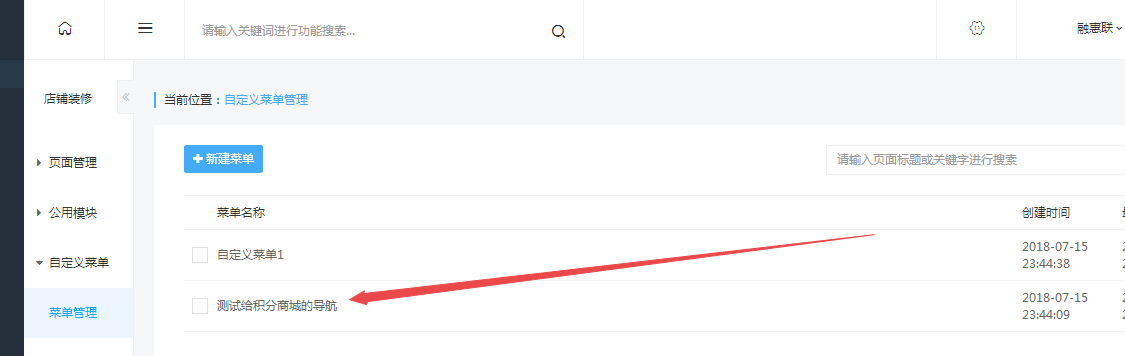 请输入关键词进行功能搜索...
融惠联
店铺装修
当前位置：自定义菜单管理
页面管理
公用模块
自定义菜单
菜单管理
新建菜单
请输入页面标题或关键字进行搜索
菜单名称
创建时间
自定义菜单1
2018-07-15
23:44:38
测试给积分商城的导航
2018-07-15
23:44:09